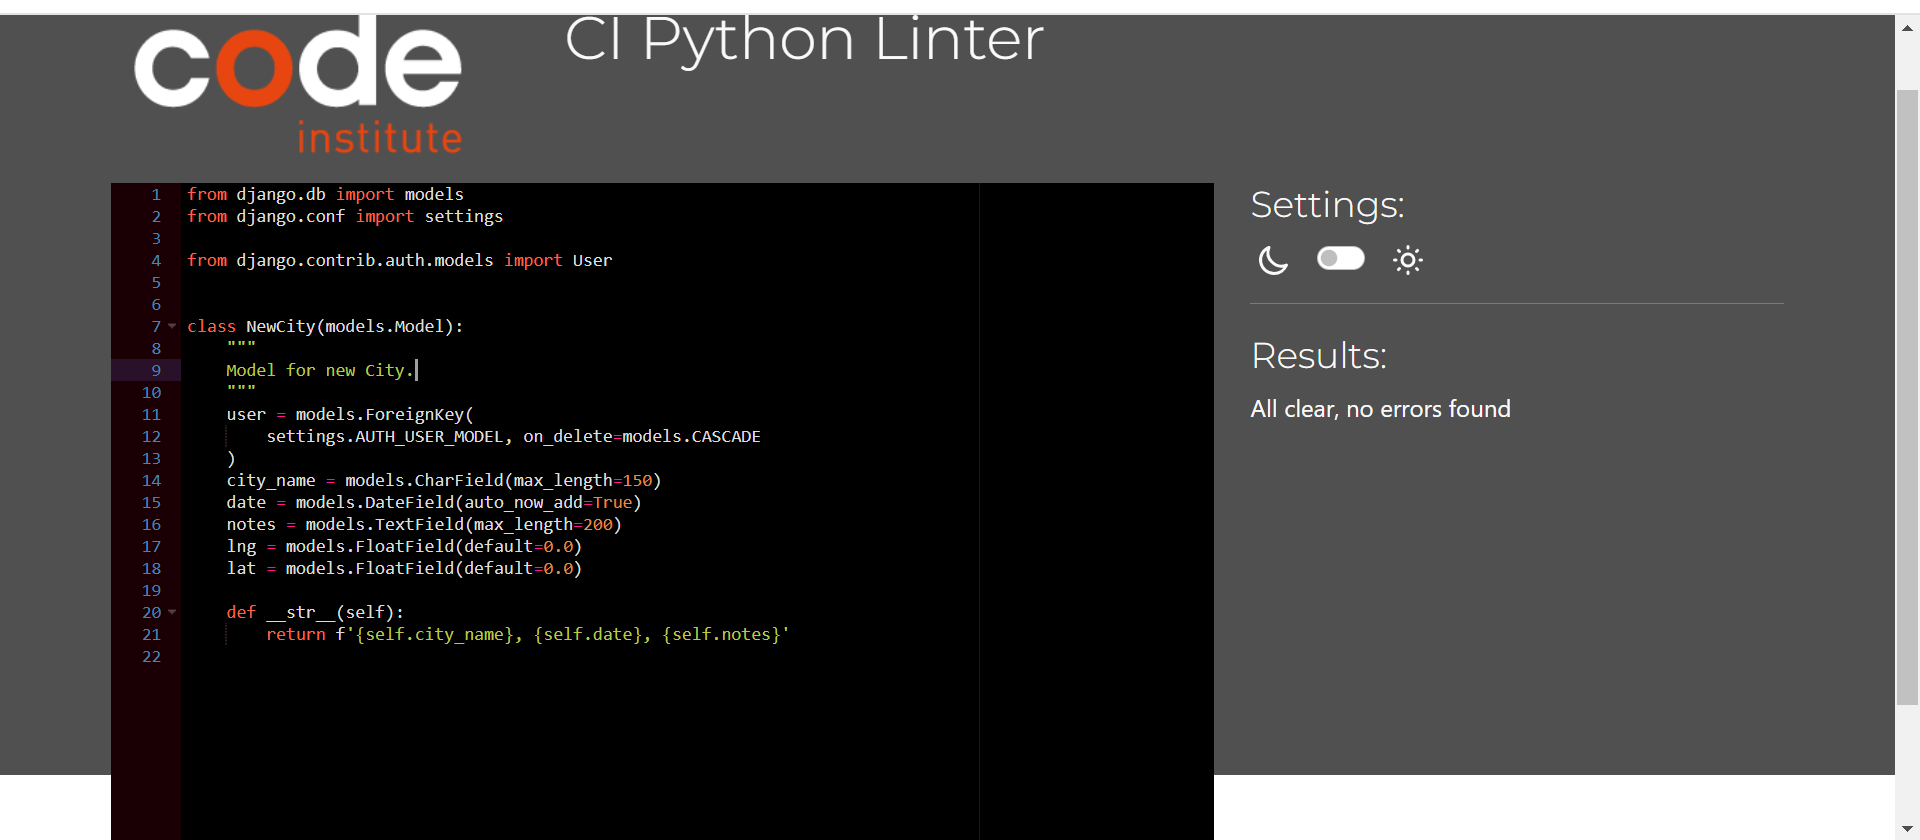 code
institute
CI Python Linter
1 from django.db import models
2 from django.conf import settings
3
4 from django.contrib.auth.models import User
5
6
7 class NewCity(models.Model):
8     """
9     Model for new City.
10     """
11     user = models.ForeignKey(
12         settings.AUTH_USER_MODEL, on_delete=models.CASCADE
13     )
14     city_name = models.CharField(max_length=150)
15     date = models.DateField(auto_now_add=True)
16     notes = models.TextField(max_length=200)
17     lng = models.FloatField(default=0.0)
18     lat = models.FloatField(default=0.0)
19
20     def __str__(self):
21         return f'{self.city_name}, {self.date}, {self.notes}'
22
Settings:
Results:
All clear, no errors found